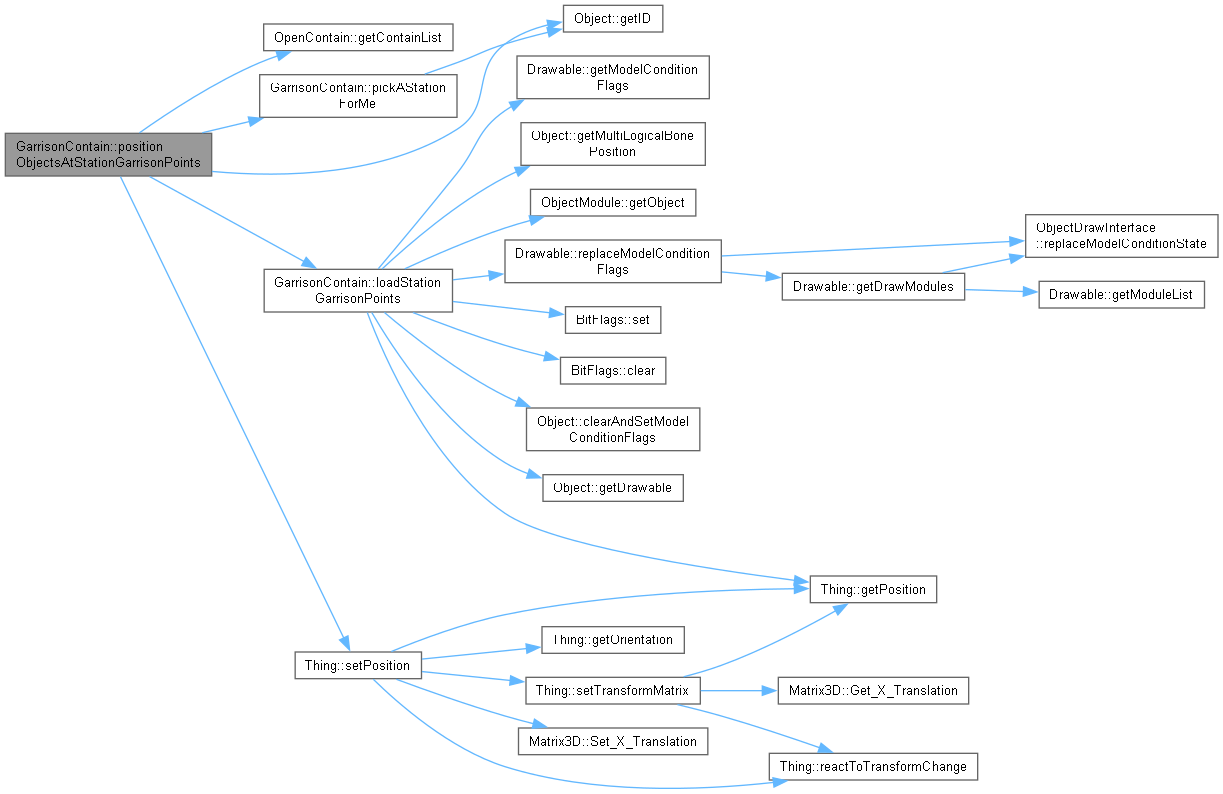 Object::getID
OpenContain::getContainList
Drawable::getModelCondition
Flags
GarrisonContain::pickAStation
ForMe
GarrisonContain::position
ObjectsAtStationGarrisonPoints
Object::getMultiLogicalBone
Position
ObjectModule::getObject
ObjectDrawInterface
::replaceModelConditionState
Drawable::replaceModelCondition
Flags
GarrisonContain::loadStation
GarrisonPoints
Drawable::getDrawModules
Drawable::getModuleList
BitFlags::set
BitFlags::clear
Object::clearAndSetModel
ConditionFlags
Object::getDrawable
Thing::getPosition
Thing::getOrientation
Thing::setPosition
Thing::setTransformMatrix
Matrix3D::Get_X_Translation
Matrix3D::Set_X_Translation
Thing::reactToTransformChange